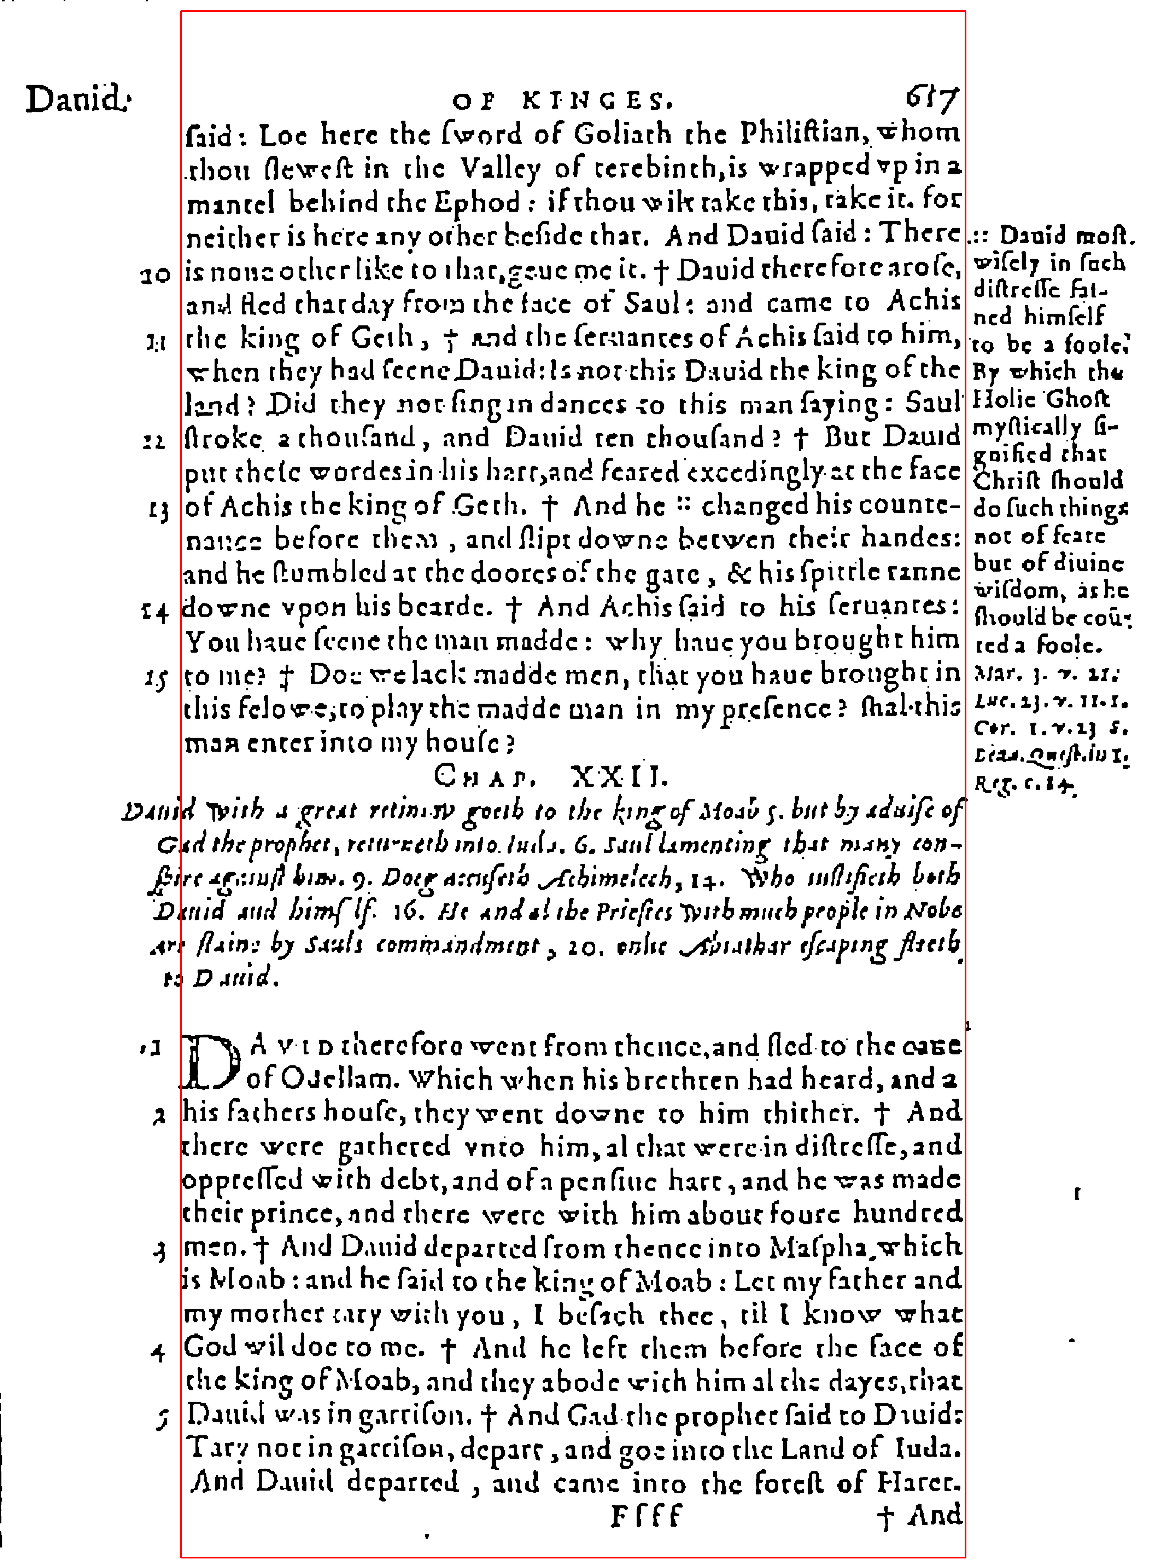 Dauid.
OF KINGES.
617
ſaid: Loe here the ſword of Goliath the Philiſtian, whom
thou ſleweſt in the Valley of terebinth, is wrapped vp in a
mantel behind the Ephod: if thou wilt take this, take it. for
neither is here any other beſide that. And Dauid ſaid: There
10 is none other like to that, geue me it. † Dauid therefore aroſe,
and fled that day from the face of Saul: and came to Achis
11 the king of Geth, † and the ſeruantes of Achis ſaid to him,
when they had ſeene Dauid: Is not this Dauid the king of the
land? Did they not ſing in dances to this man ſaying: Saul
12 ſtroke a thouſand, and Dauid ten thouſand? † But Dauid
put theſe wordes in his hart, and feared excedingly at the face
13 of Achis the king of Geth. † And he :: changed his counte-
nance before them, and ſlipt downe betwen their handes:
and he ſtumbled at the doores of the gate, & his ſpittle ranne
14 downe vpon his bearde. † And Achis ſaid to his ſeruantes:
You haue ſeene the man madde: why haue you brought him
15 to me? † Doe we lack madde men, that you haue brought in
this felowe, to play the madde man in my preſence? ſhal this
man enter into my houſe?
:: Dauid moſt
wiſely in ſuch
diſtreſſe fai-
ned himſelf
to be a foole.
By which the
Holie Ghoſt
myſtically ſi-
gnified that
Chriſt ſhould
do ſuch things
not of feare
but of diuine
wiſdom, as he
ſhould be coū-
ted a foole.
Mar. 3. v. 21.
Luc. 23. v. 11. 1.
Cor. 1. v. 23 S.
Beda. Queſt. in 1.
Reg. c. 14.
CHAP. XXII.
Dauid with a great retinew goeth to the king of Moab 5. but by aduiſe of
Gad the prophet, returneth into Iuda. 6. Saul lamenting that many con-
ſpire againſt him. 9. Doeg accuſeth Achimelech, 14. Who iuſtifieth both
Dauid and himſelf. 16. He and al the Prieſtes with much people in Nobe
are ſlaine by Sauls commandment, 20. onlie Abiathar eſcaping fleeth
to Dauid.
1 DAVID therefore went from thence, and fled to the caue
of Odellam. Which when his brethren had heard, and a
2 his fathers houſe, they went downe to him thither. † And
there were gathered vnto him, al that were in diſtreſſe, and
oppreſſed with debt, and of a penſiue hart, and he was made
their prince, and there were with him about foure hundred
3 men. † And Dauid departed from thence into Maſpha, which
is Moab: and he ſaid to the king of Moab: Let my father and
my mother tary with you, I beſech thee, til I know what
4 God wil doe to me. † And he left them before the face of
the king of Moab, and they abode with him al the dayes, that
5 Dauid was in garriſon. † And Gad the prophet ſaid to Dauid:
Tary not in garriſon, depart, and goe into the Land of Iuda.
And Dauid departed, and came into the foreſt of Haret.
Ffff
† And